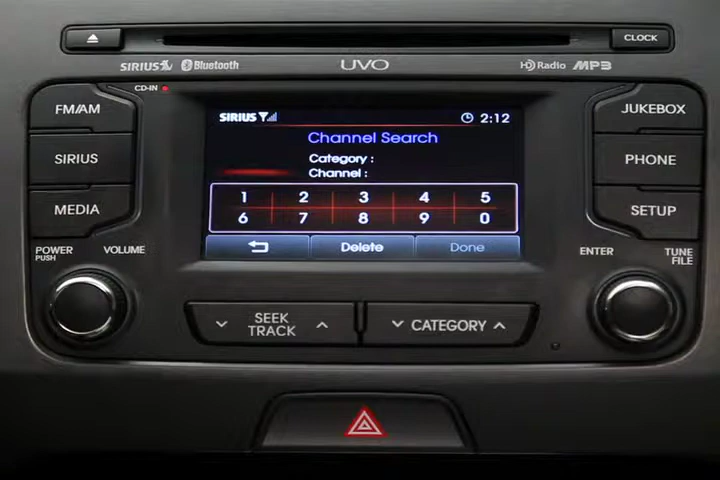 CLOCK
SIRIUS Bluetooth UVO HD Radio MP3
CD-IN
FM/AM
SIRIUS
MEDIA
SIRIUS 2:12
Channel Search
Category :
Channel :
1 2 3 4 5
6 7 8 9 0
Delete Done
JUKEBOX
PHONE
SETUP
POWER
PUSH
VOLUME
ENTER
TUNE
FILE
SEEK
TRACK
CATEGORY